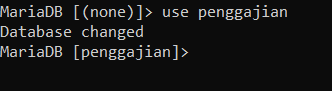 MariaDB [(none)]> use penggajian
Database changed
MariaDB [penggajian]>